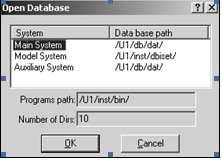 Open Database
System Data base path
Main System /U1/db/dat/
Model System /U1/inst/dbiset/
Auxiliary System /U1/db/dat/
Programs path: /U1/inst/bin/
Number of Dirs: 10
OK Cancel